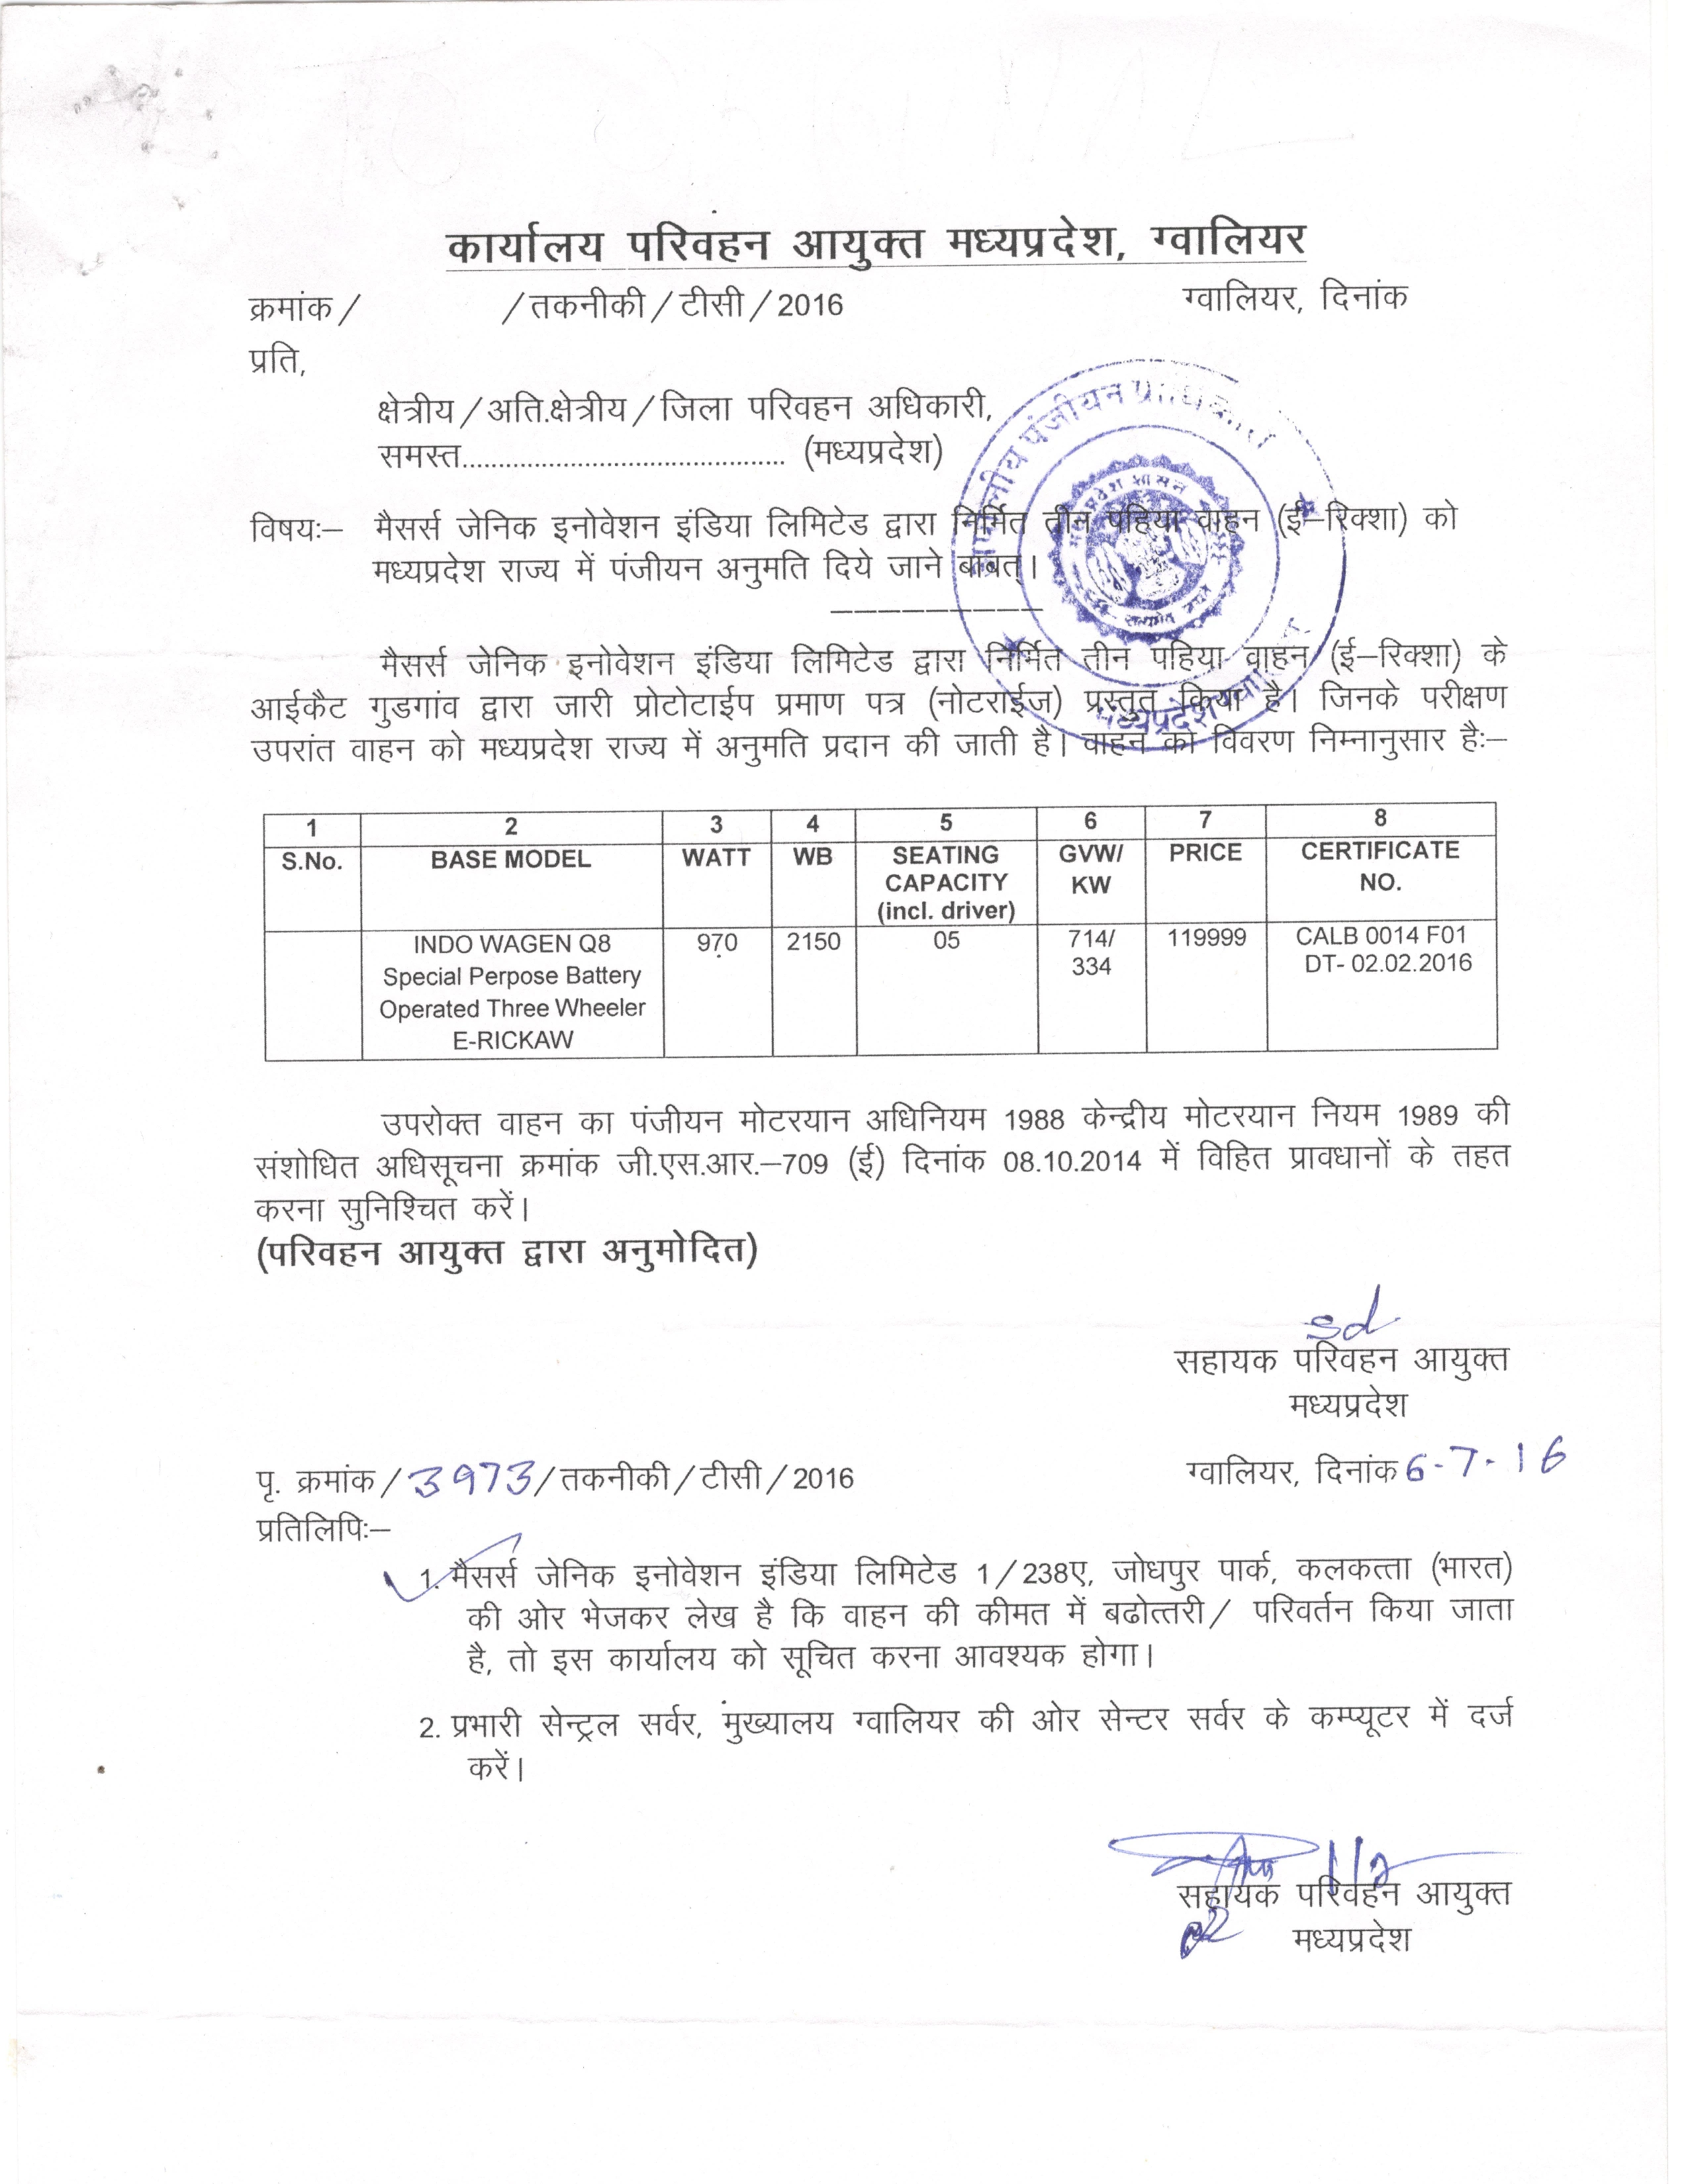 कार्यालय परिवहन आयुक्त मध्यप्रदेश, ग्वालियर
क्रमांक / /तकनीकी/टीसी/2016 ग्वालियर, दिनांक
प्रति,
क्षेत्रीय/अति.क्षेत्रीय/जिला परिवहन अधिकारी,
समस्त............................................ (मध्यप्रदेश)
विषयः– मैसर्स जेनिक इनोवेशन इंडिया लिमिटेड द्वारा निर्मित तीन पहिया वाहन (ई–रिक्शा) को
मध्यप्रदेश राज्य में पंजीयन अनुमति दिये जाने बाबत्।
मध्यप्रदेश शासन
मैसर्स जेनिक इनोवेशन इंडिया लिमिटेड द्वारा निर्मित तीन पहिया वाहन (ई–रिक्शा) के
आईकैट गुडगांव द्वारा जारी प्रोटोटाईप प्रमाण पत्र (नोटराईज) प्रस्तुत किया है। जिनके परीक्षण
उपरांत वाहन को मध्यप्रदेश राज्य में अनुमति प्रदान की जाती है। वाहन का विवरण निम्नानुसार हैः–
1 2 3 4 5 6 7 8
S.No. BASE MODEL WATT WB SEATING CAPACITY (incl. driver) GVW/ KW PRICE CERTIFICATE NO.
INDO WAGEN Q8 970 2150 05 714/ 119999 CALB 0014 F01
Special Perpose Battery 334 DT- 02.02.2016
Operated Three Wheeler
E-RICKAW
उपरोक्त वाहन का पंजीयन मोटरयान अधिनियम 1988 केन्द्रीय मोटरयान नियम 1989 की
संशोधित अधिसूचना क्रमांक जी.एस.आर.–709 (ई) दिनांक 08.10.2014 में विहित प्रावधानों के तहत
करना सुनिश्चित करें।
(परिवहन आयुक्त द्वारा अनुमोदित)
sd
सहायक परिवहन आयुक्त
मध्यप्रदेश
पृ. क्रमांक/3973/तकनीकी/टीसी/2016 ग्वालियर, दिनांक 6-7-16
प्रतिलिपिः–
1. मैसर्स जेनिक इनोवेशन इंडिया लिमिटेड 1/238ए, जोधपुर पार्क, कलकत्ता (भारत)
की ओर भेजकर लेख है कि वाहन की कीमत में बढोत्तरी/ परिवर्तन किया जाता
है, तो इस कार्यालय को सूचित करना आवश्यक होगा।
2. प्रभारी सेन्ट्रल सर्वर, मुख्यालय ग्वालियर की ओर सेन्टर सर्वर के कम्प्यूटर में दर्ज
करें।
सहायक परिवहन आयुक्त
मध्यप्रदेश